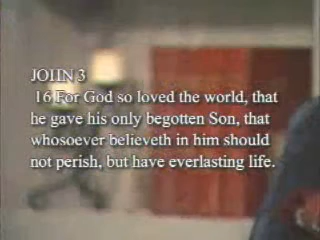 JOHN 3
16 For God so loved the world, that
he gave his only begotten Son, that
whosoever believeth in him should
not perish, but have everlasting life.